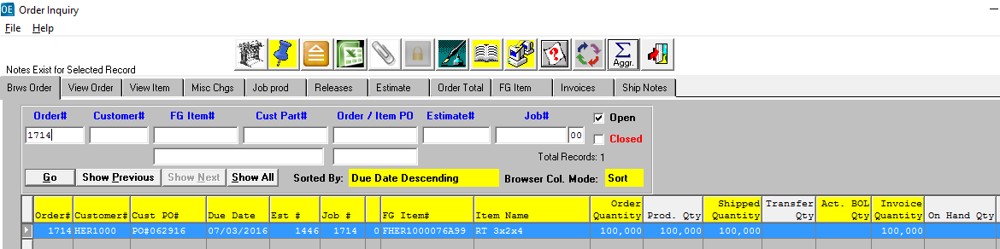 OE Order Inquiry
File Help
Notes Exist for Selected Record
Σ
Aggr.
Brws Order View Order View Item Misc Chgs Job prod Releases Estimate Order Total FG Item Invoices Ship Notes
Order# Customer# FG Item# Cust Part# Order / Item PO Estimate# Job# Open
1714 00
Closed
Total Records: 1
Go Show Previous Show Next Show All Sorted By: Due Date Descending Browser Col. Mode: Sort
Order Shipped Transfer Act. BOL Invoice
Order# Customer# Cust PO# Due Date Est # Job # FG Item# Item Name Quantity Prod. Qty Quantity Qty Qty Quantity On Hand Qty
1714 HER1000 PO#062916 07/03/2016 1446 1714 0 FHER1000076A99 RT 3x2x4 100,000 100,000 100,000 100,000